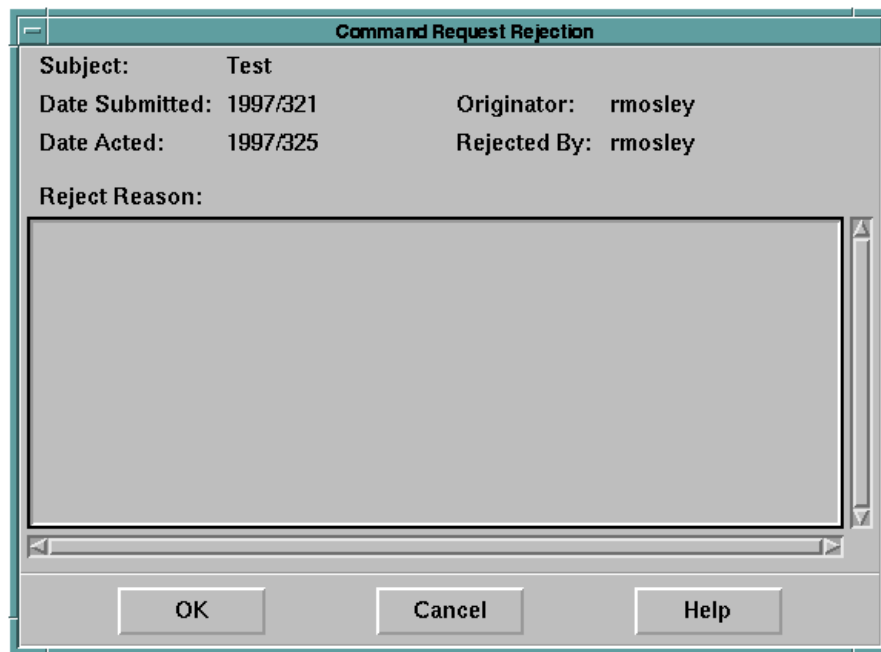 Command Request Rejection
Subject: Test
Date Submitted: 1997/321 Originator: rmosley
Date Acted: 1997/325 Rejected By: rmosley
Reject Reason:
OK Cancel Help